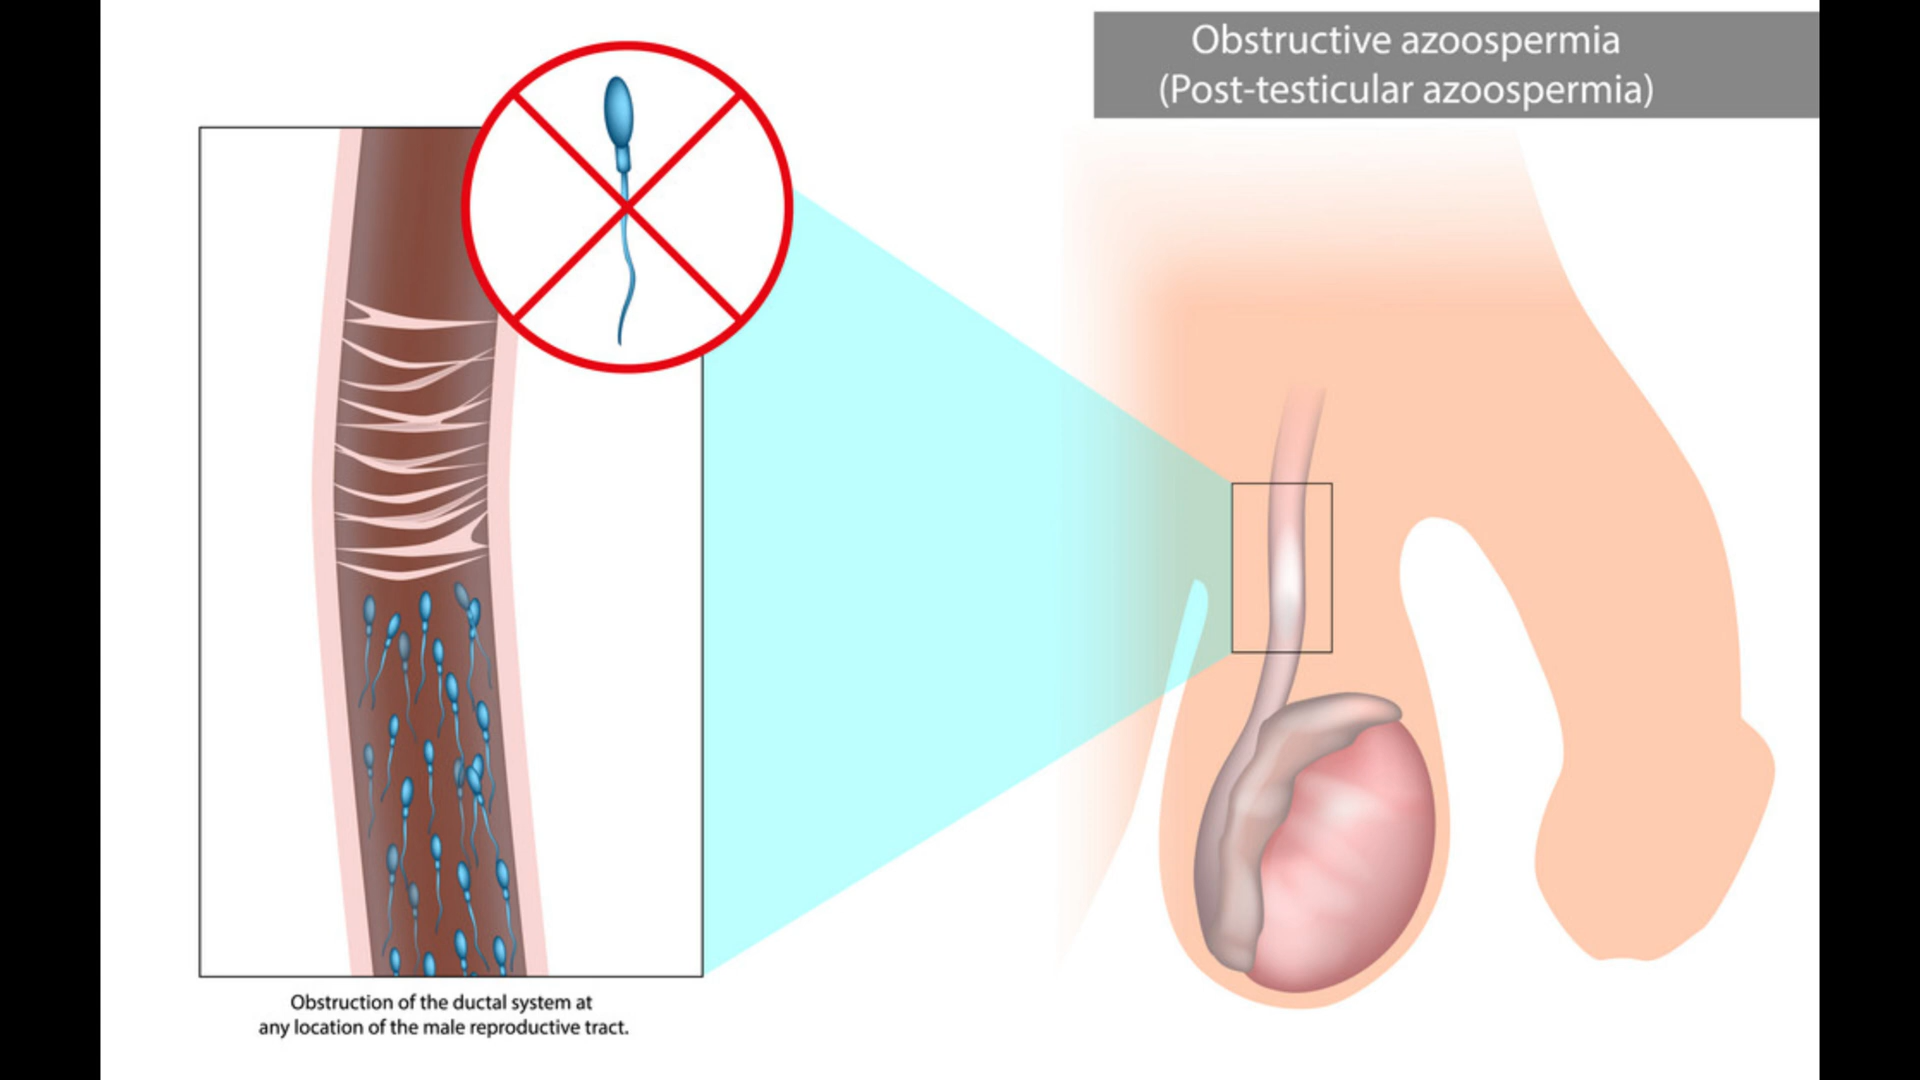 Obstructive azoospermia
(Post-testicular azoospermia)
Obstruction of the ductal system at
any location of the male reproductive tract.